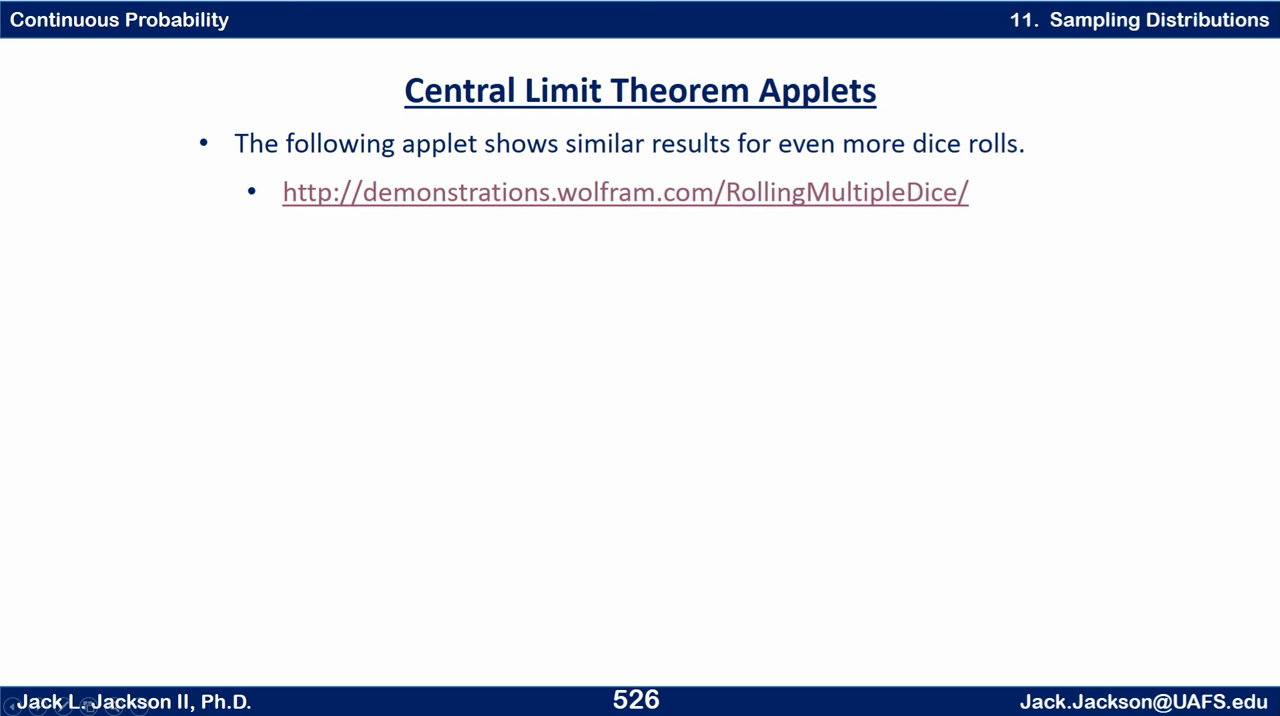 Continuous Probability
11. Sampling Distributions
Central Limit Theorem Applets
• The following applet shows similar results for even more dice rolls.
• http://demonstrations.wolfram.com/RollingMultipleDice/
Jack L. Jackson II, Ph.D.
526
Jack.Jackson@UAFS.edu